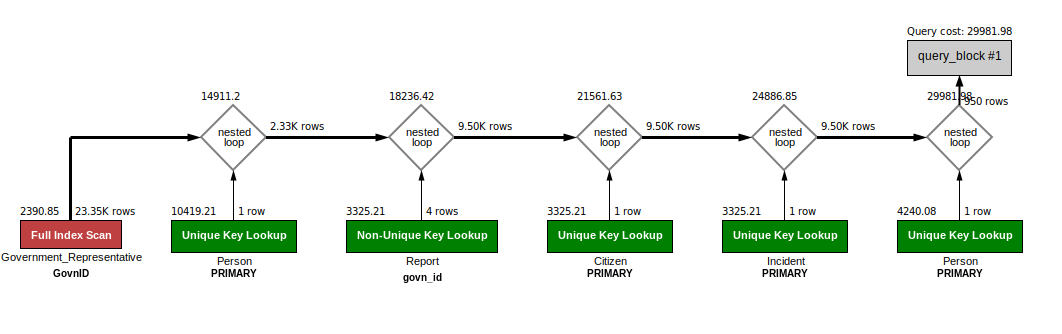 Query cost: 29981.98
query_block #1
14911.2
18236.42
21561.63
24886.85
29981.98
950 rows
nested
loop
2.33K rows
nested
loop
9.50K rows
nested
loop
9.50K rows
nested
loop
9.50K rows
nested
loop
2390.85
23.35K rows
10419.21
1 row
3325.21
4 rows
3325.21
1 row
3325.21
1 row
4240.08
1 row
Full Index Scan
Unique Key Lookup
Non-Unique Key Lookup
Unique Key Lookup
Unique Key Lookup
Unique Key Lookup
Government_Representative
Person
Report
Citizen
Incident
Person
GovnID
PRIMARY
govn_id
PRIMARY
PRIMARY
PRIMARY